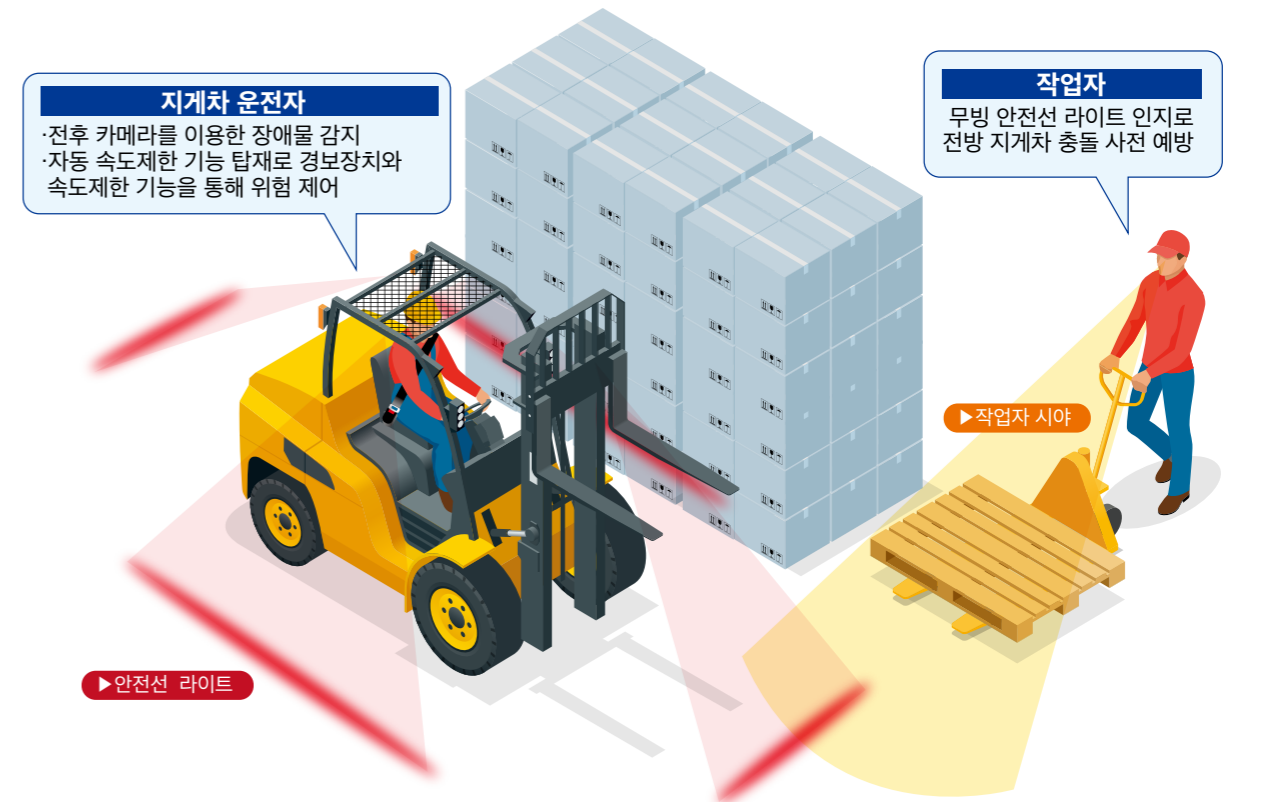 지게차 운전자
·전후 카메라를 이용한 장애물 감지
·자동 속도제한 기능 탑재로 경보장치와
속도제한 기능을 통해 위험 제어
작업자
무빙 안전선 라이트 인지로
전방 지게차 충돌 사전 예방
▶작업자 시야
▶안전선 라이트